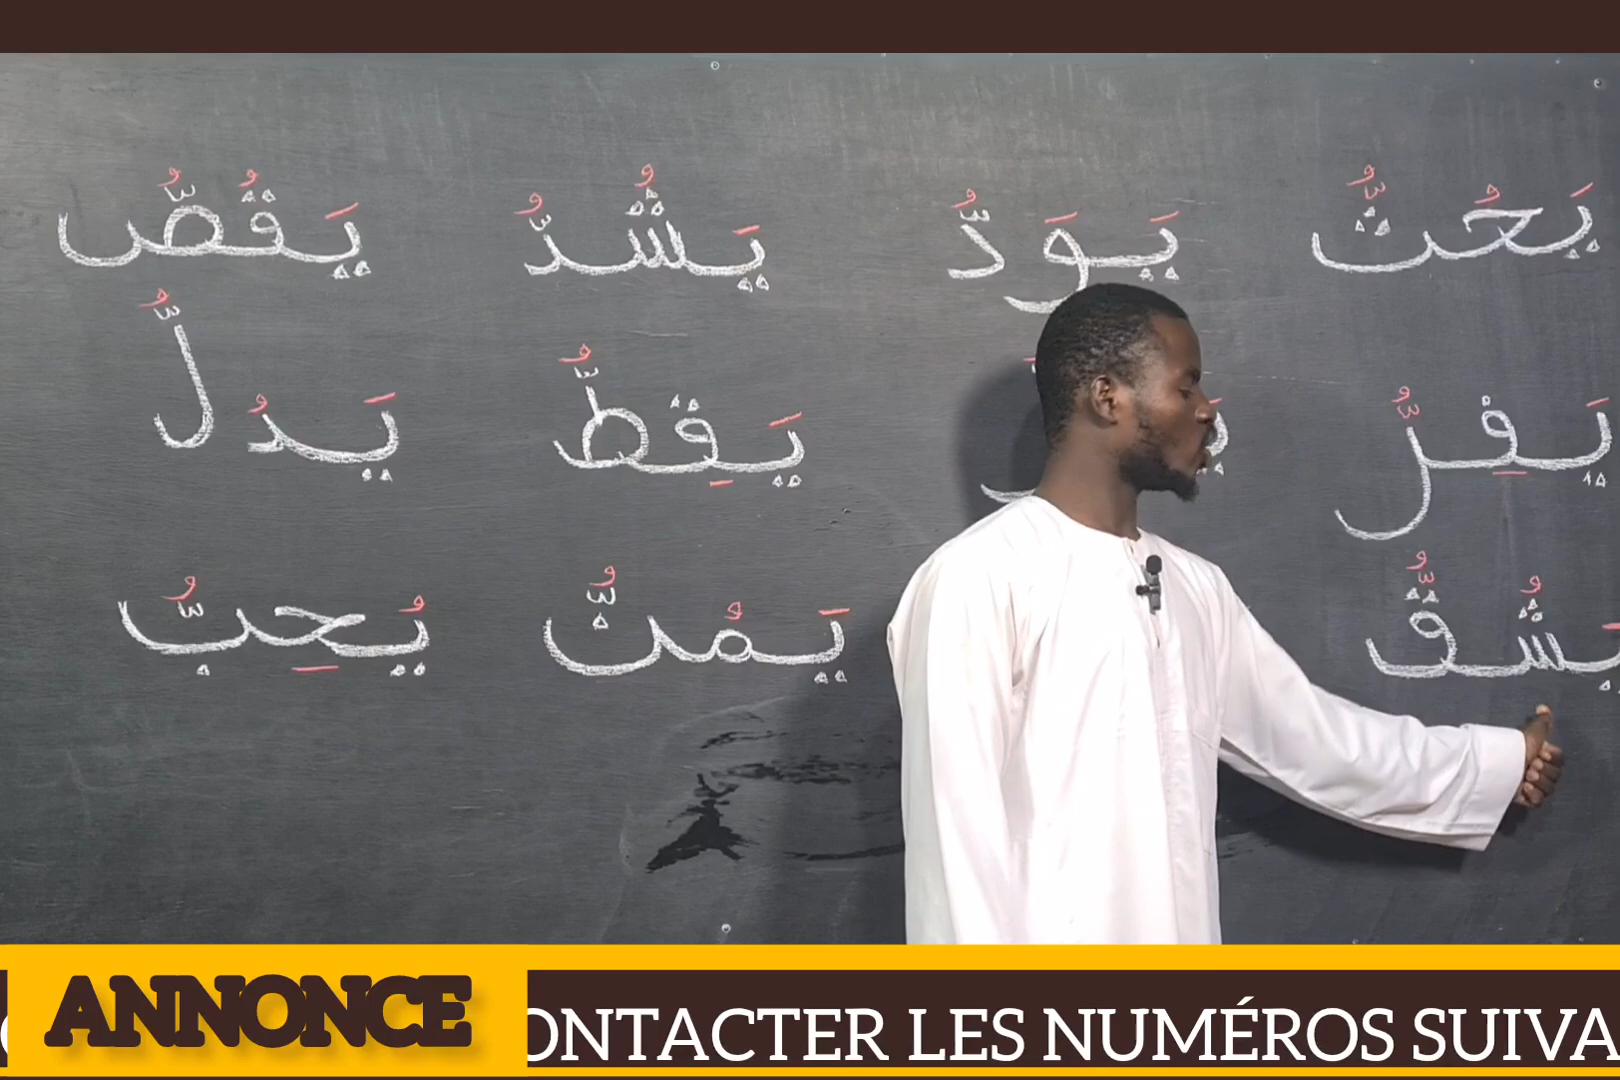 يَحُثُّ يَوَدُّ يَشُدُّ يَقُصُّ
يَفِرُّ يَقِطُّ يَدُلُّ
يَشُقُّ يَمُنُّ يُحِبُّ
ANNONCE
ONTACTER LES NUMÉROS SUIVA